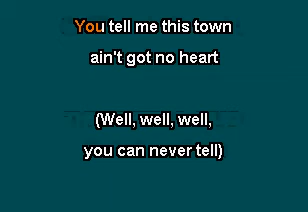 You tell me this town
ain't got no heart
(Well, well, well,
you can never tell)